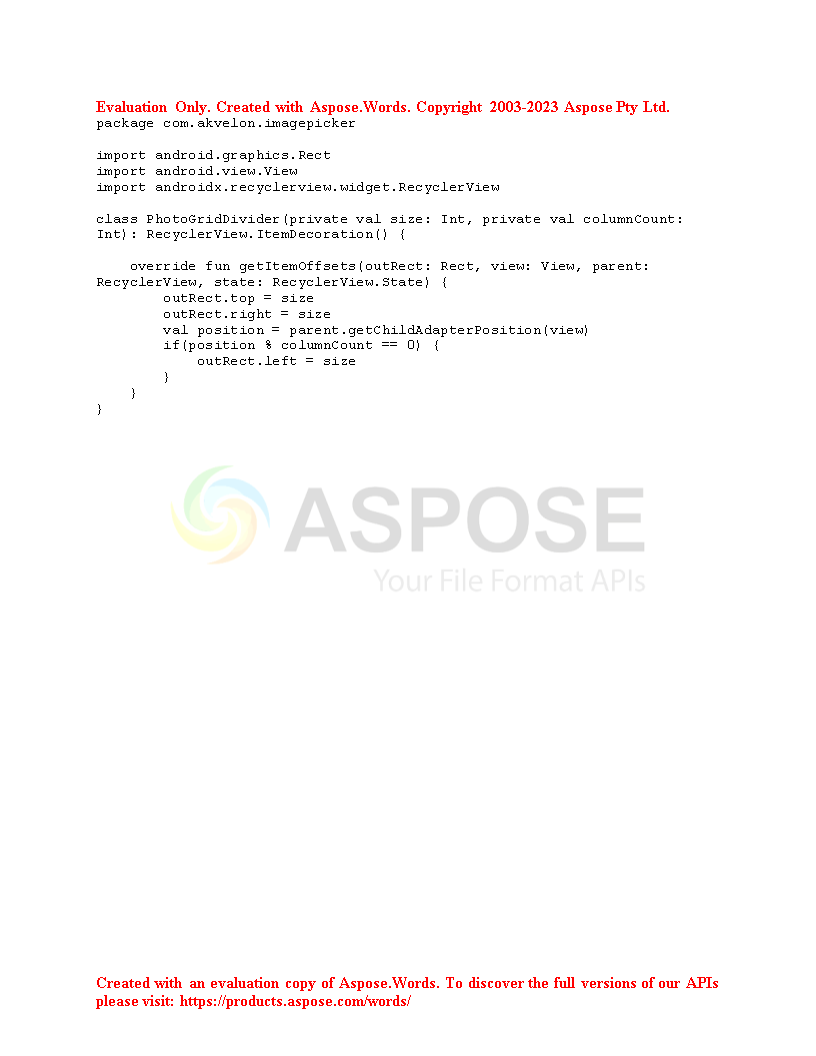 Evaluation Only. Created with Aspose.Words. Copyright 2003-2023 Aspose Pty Ltd.
package com.akvelon.imagepicker

import android.graphics.Rect
import android.view.View
import androidx.recyclerview.widget.RecyclerView

class PhotoGridDivider(private val size: Int, private val columnCount:
Int): RecyclerView.ItemDecoration() {

    override fun getItemOffsets(outRect: Rect, view: View, parent:
RecyclerView, state: RecyclerView.State) {
        outRect.top = size
        outRect.right = size
        val position = parent.getChildAdapterPosition(view)
        if(position % columnCount == 0) {
            outRect.left = size
        }
    }
}
ASPOSE
Your File Format APIs
Created with an evaluation copy of Aspose.Words. To discover the full versions of our APIs
please visit: https://products.aspose.com/words/